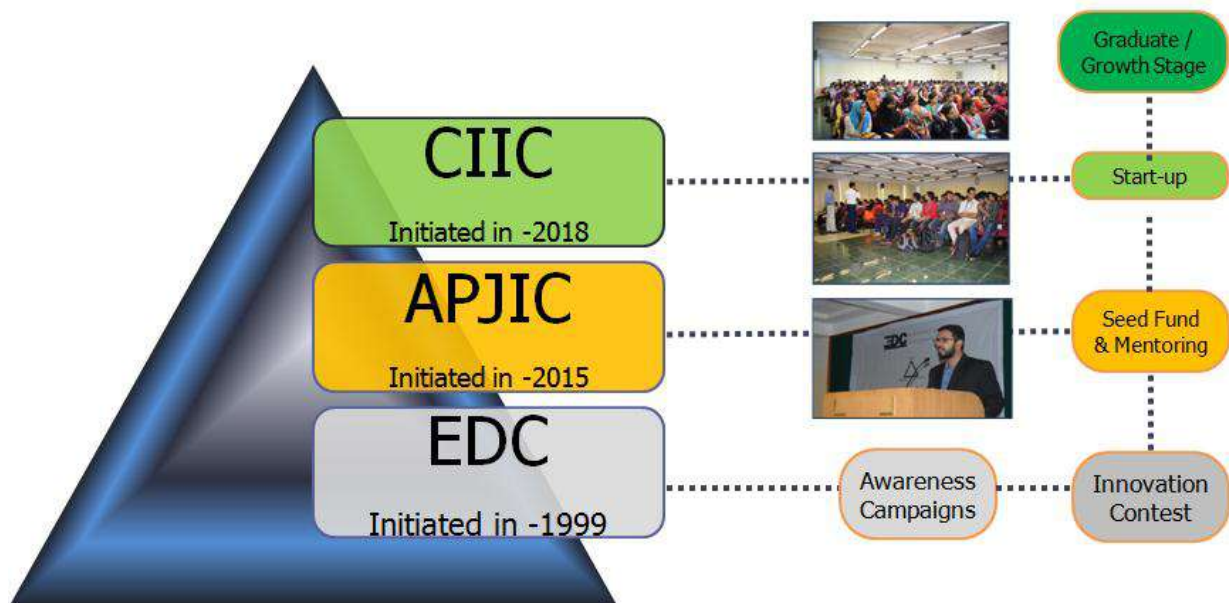 CIIC
Initiated in -2018
APJIC
Initiated in -2015
EDC
Initiated in -1999
EDC
Awareness
Campaigns
Graduate /
Growth Stage
Start-up
Seed Fund
& Mentoring
Innovation
Contest